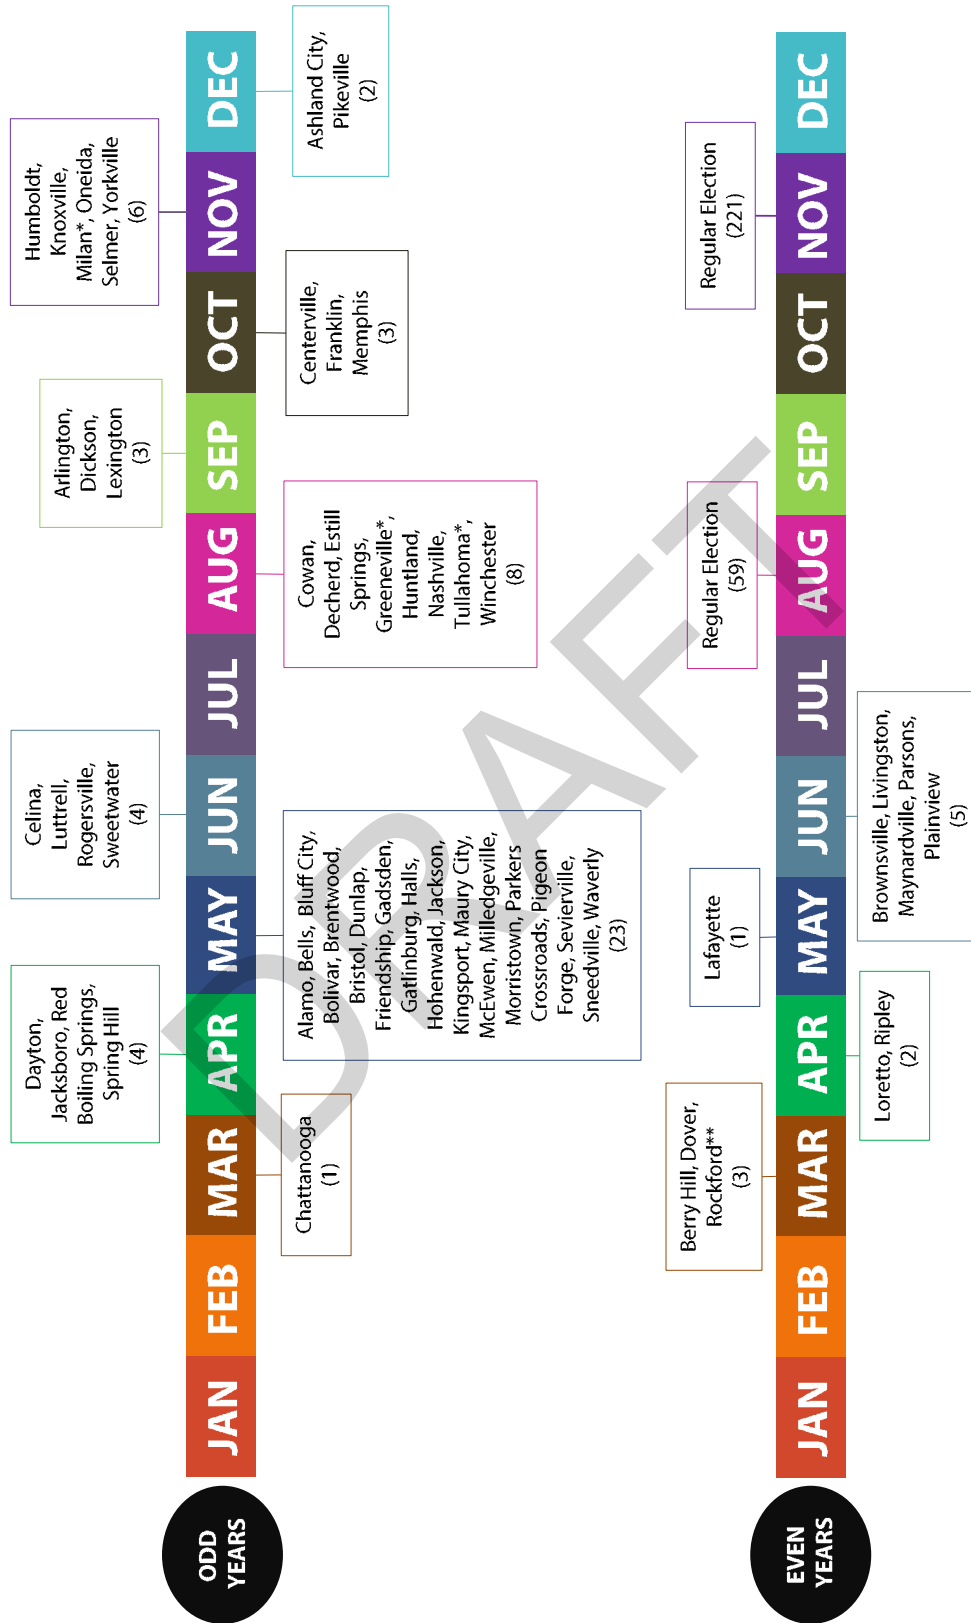 ODD
YEARS
JAN
FEB
MAR
APR
MAY
JUN
JUL
AUG
SEP
OCT
NOV
DEC
Chattanooga
(1)
Dayton,
Jacksboro, Red
Boiling Springs,
Spring Hill
(4)
Alamo, Bells, Bluff City,
Bolivar, Brentwood,
Bristol, Dunlap,
Friendship, Gadsden,
Gatlinburg, Halls,
Hohenwald, Jackson,
Kingsport, Mary City,
McEwen, Milledgeville,
Morristown, Parkers
Crossroads, Pigeon
Forge, Sevierville,
Sneedville, Waverly
(23)
Celina,
Luttrell,
Rogersville,
Sweetwater
(4)
Cowan,
Decherd, Estill
Springs,
Greeneville*,
Huntland,
Nashville,
Tullahoma*,
Winchester
(8)
Arlington,
Dickson,
Lexington
(3)
Centerville,
Franklin,
Memphis
(3)
Humboldt,
Knoxville,
Milan*, Oneida,
Selmer, Yorkville
(6)
Ashland City,
Pikeville
(2)
EVEN
YEARS
JAN
FEB
MAR
APR
MAY
JUN
JUL
AUG
SEP
OCT
NOV
DEC
Berry Hill, Dover,
Rockford**
(3)
Loretto, Ripley
(2)
Lafayette
(1)
Brownsville, Livingston,
Maynardville, Parsons,
Plainview
(5)
Regular Election
(59)
Regular Election
(221)
DRAFT